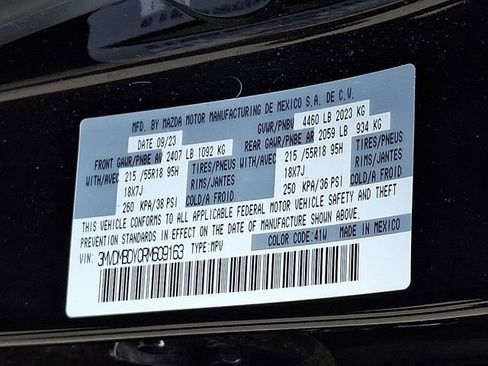 MFD. BY MAZDA MOTOR MANUFACTURING DE MEXICO S.A. DE C.V.
DATE 09/23 GVWR/PNBV 4460 LB 2023 KG
FRONT GAWR/PNBE AV 2407 LB 1092 KG REAR GAWR/PNBE AR 2059 LB 934 KG
WITH/AVEC 215 /55R18 95H TIRES/PNEUS WITH/AVEC 215 /55R18 95H TIRES/PNEUS
18X7J RIMS/JANTES 18X7J RIMS/JANTES
260 KPA/38 PSI COLD/A FROID 250 KPA/36 PSI COLD/A FROID
THIS VEHICLE CONFORMS TO ALL APPLICABLE FEDERAL MOTOR VEHICLE SAFETY AND THEFT
PREVENTION STANDARDS IN EFFECT ON THE DATE OF MANUFACTURE SHOWN ABOVE.
COLOR CODE:41W MADE IN MEXICO
3MVDMBDY0RM609163 TYPE:MPV